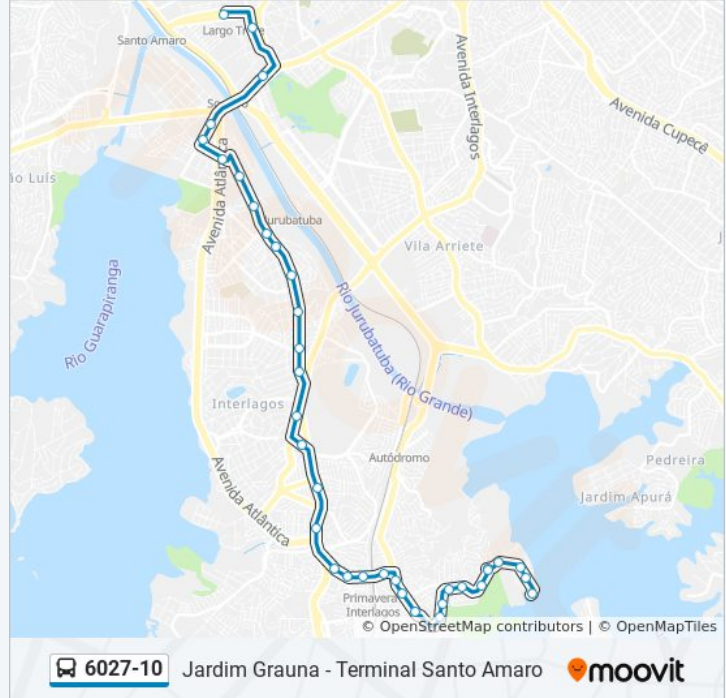 Santo Amaro
Largo Tr
Avenida Interlagos
Avenida Cupecê
ão Luís
Avenida Atlântica
Jurubatuba
Vila Arriete
Rio Guarapiranga
Rio Jurubatuba (Rio Grande)
Interlagos
Autódromo
Pedreira
Jardim Apurá
Avenida Atlântica
Primavera
Interlagos
© OpenStreetMap contributors | © OpenMapTiles
6027-10 Jardim Grauna - Terminal Santo Amaro moovit